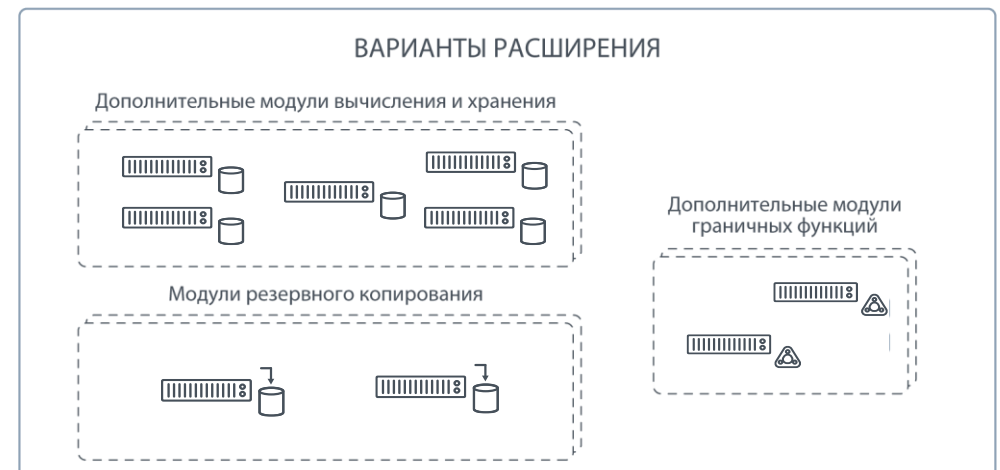 ВАРИАНТЫ РАСШИРЕНИЯ
Дополнительные модули вычисления и хранения
Дополнительные модули
граничных функций
Модули резервного копирования